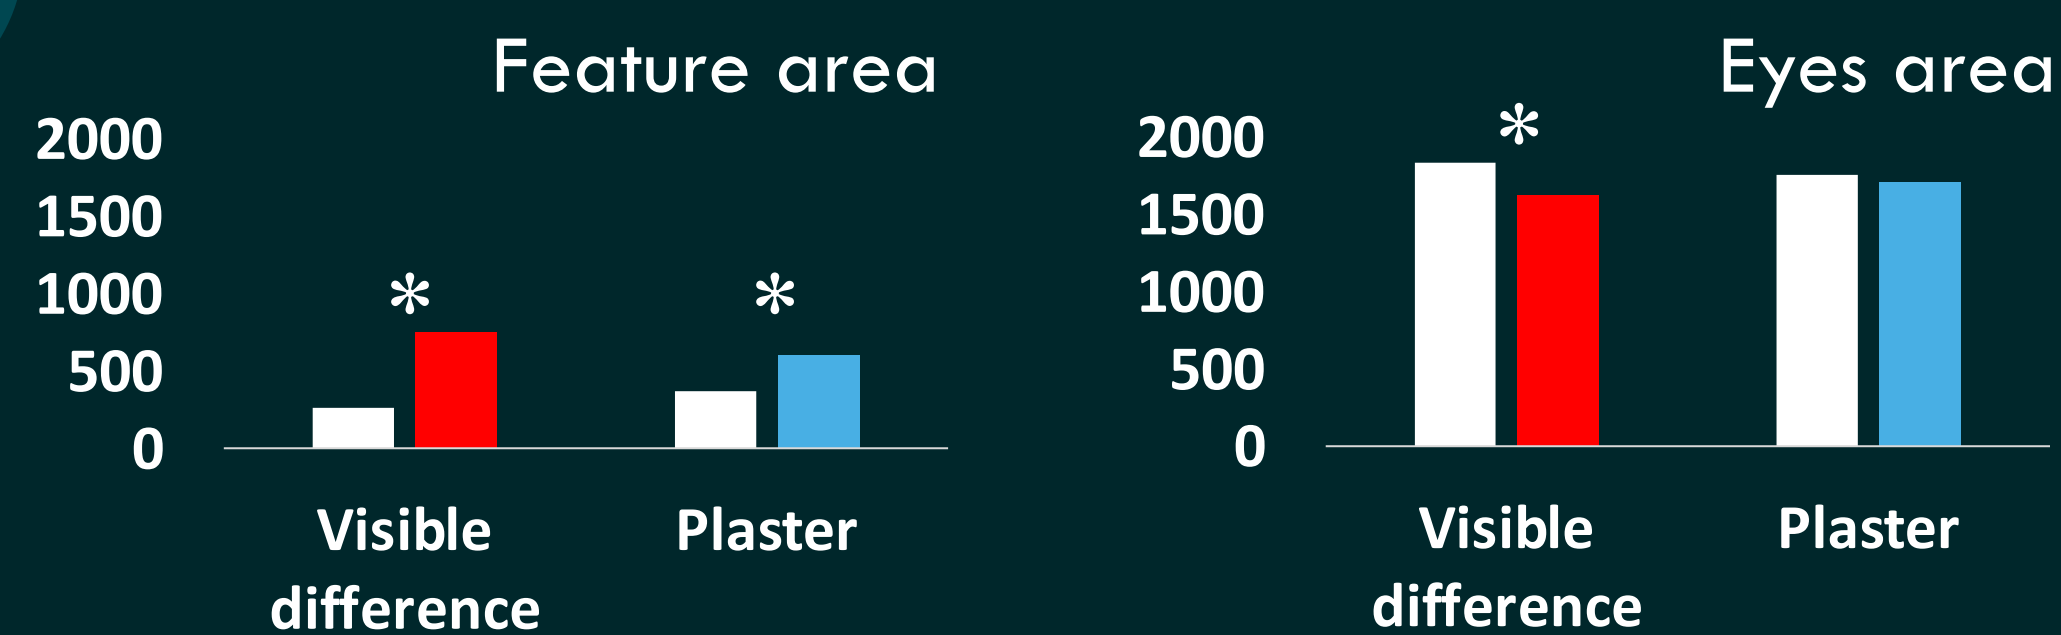 Feature area
2000
1500
1000
500
0
*
*
Visible
difference
Plaster
Eyes area
2000
1500
1000
500
0
*
Visible
difference
Plaster